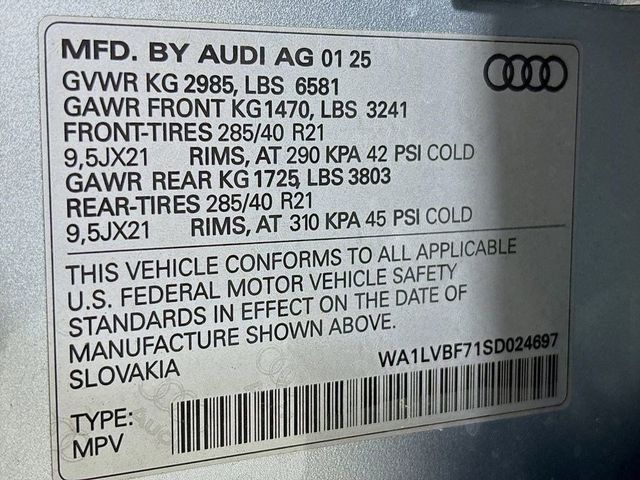 MFD. BY AUDI AG 01 25
GVWR KG 2985, LBS 6581
GAWR FRONT KG1470, LBS 3241
FRONT-TIRES 285/40 R21
9,5JX21 RIMS, AT 290 KPA 42 PSI COLD
GAWR REAR KG 1725, LBS 3803
REAR-TIRES 285/40 R21
9,5JX21 RIMS, AT 310 KPA 45 PSI COLD
THIS VEHICLE CONFORMS TO ALL APPLICABLE
U.S. FEDERAL MOTOR VEHICLE SAFETY
STANDARDS IN EFFECT ON THE DATE OF
MANUFACTURE SHOWN ABOVE.
WA1LVBF71SD024697
SLOVAKIA
TYPE:
MPV